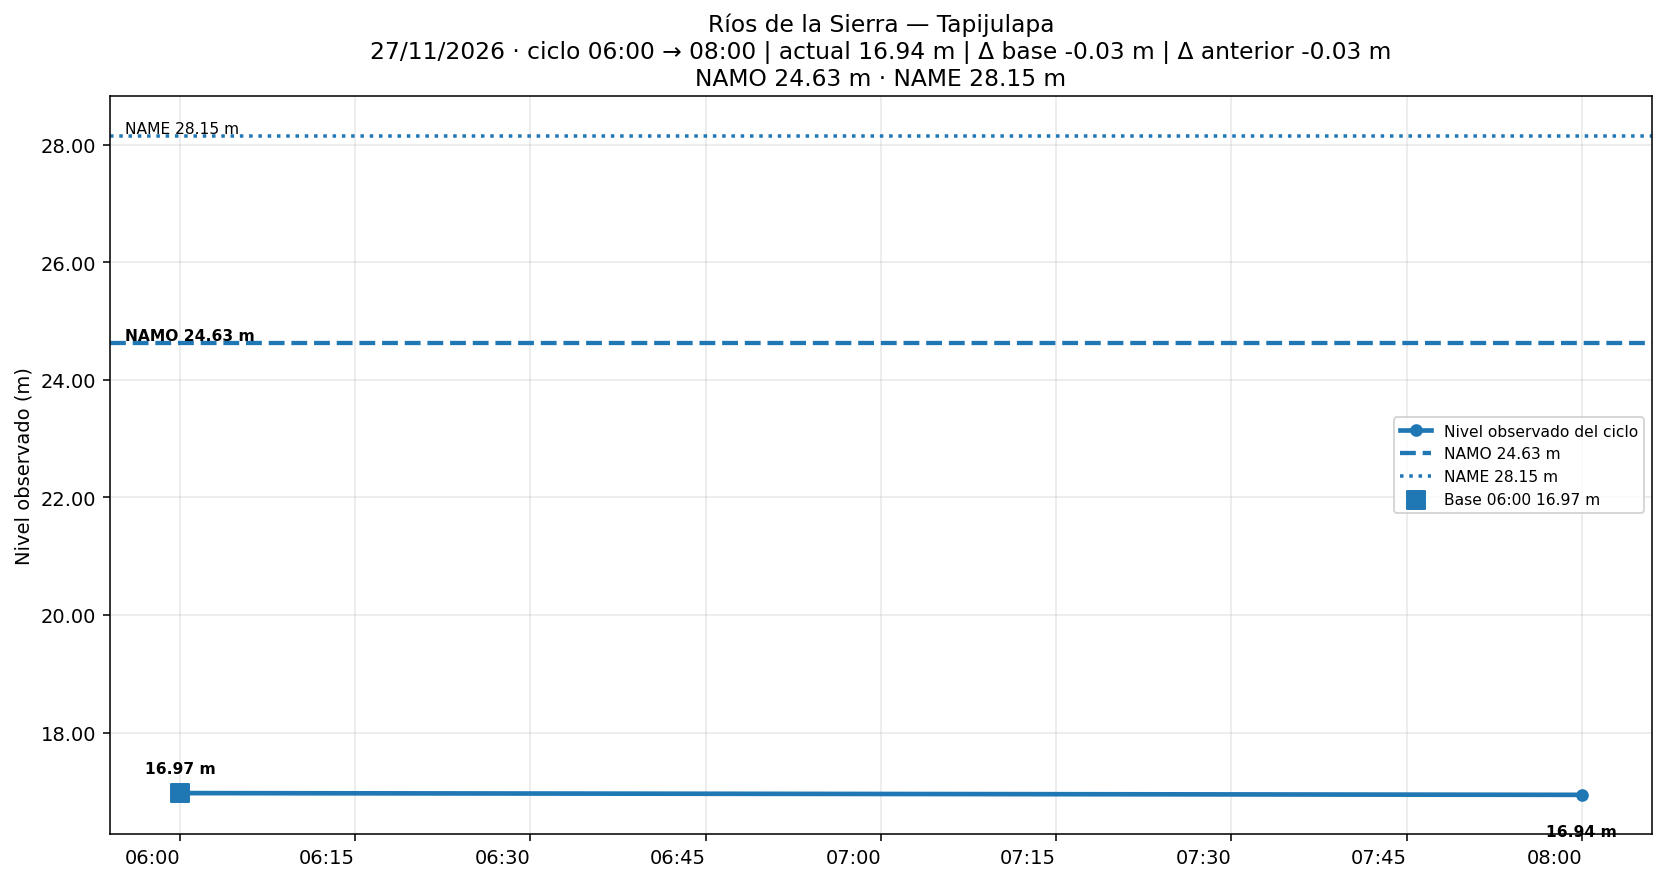 Ríos de la Sierra — Tapijulapa
27/11/2026 · ciclo 06:00 → 08:00 | actual 16.94 m | Δ base -0.03 m | Δ anterior -0.03 m
NAMO 24.63 m · NAME 28.15 m
NAME 28.15 m
28.00
26.00
NAMO 24.63 m
24.00
Nivel observado (m)
Nivel observado del ciclo
NAMO 24.63 m
NAME 28.15 m
Base 06:00 16.97 m
22.00
20.00
18.00
16.97 m
16.94 m
06:00 06:15 06:30 06:45 07:00 07:15 07:30 07:45 08:00